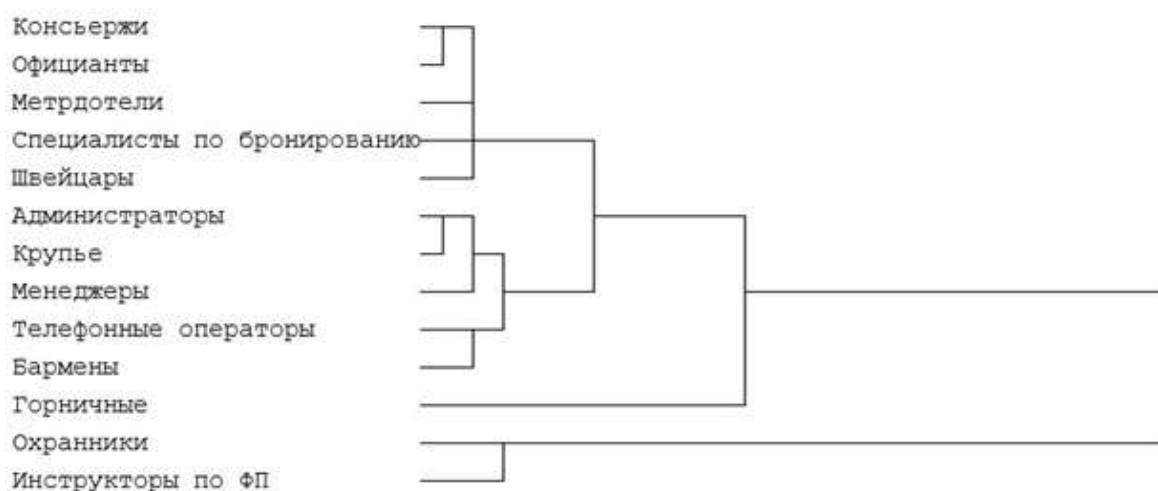 Консьержи
Официанты
Метрдотели
Специалисты по бронированию
Швейцары
Администраторы
Крупье
Менеджеры
Телефонные операторы
Бармены
Горничные
Охранники
Инструкторы по ФП